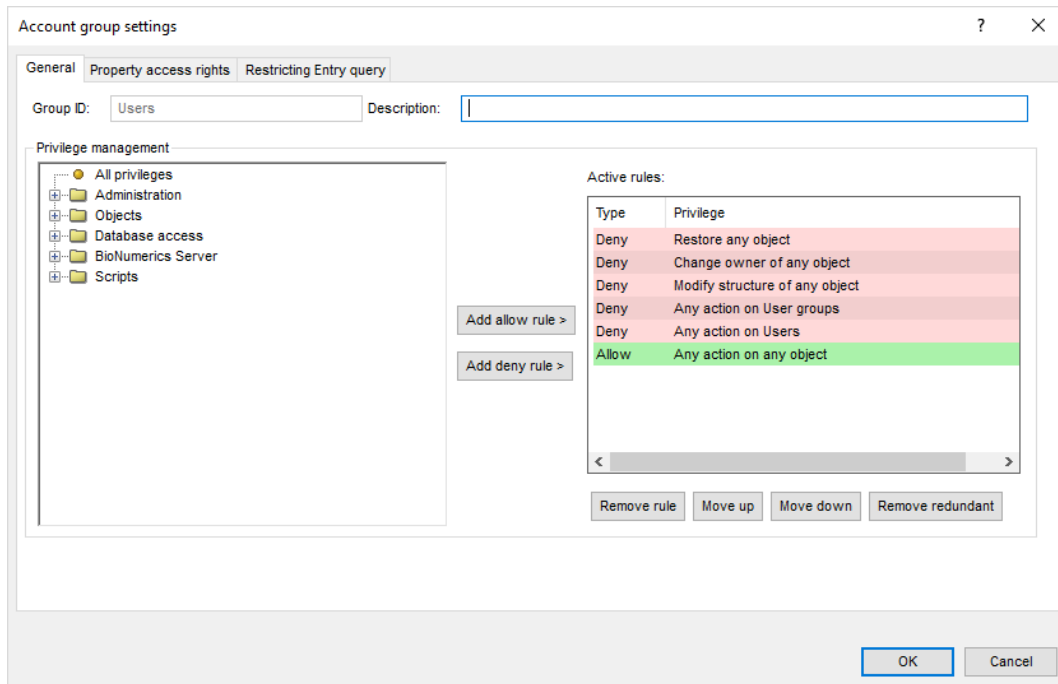 Account group settings
General Property access rights Restricting Entry query
Group ID: Users Description:
Privilege management
All privileges
Administration
Objects
Database access
BioNumerics Server
Scripts
Add allow rule >
Add deny rule >
Active rules:
Type Privilege
Deny Restore any object
Deny Change owner of any object
Deny Modify structure of any object
Deny Any action on User groups
Deny Any action on Users
Allow Any action on any object
Remove rule Move up Move down Remove redundant
OK Cancel